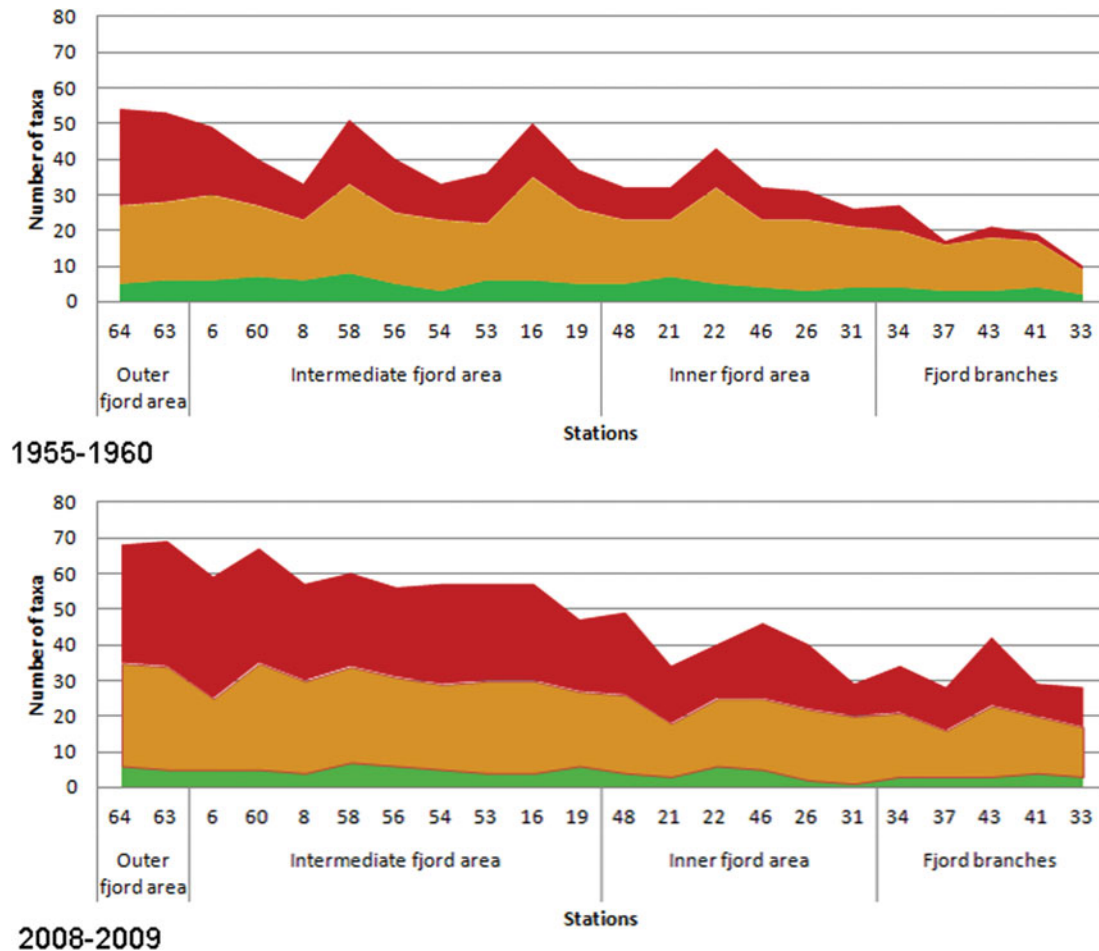 80
70
60
50
40
30
20
10
0
Number of taxa
64 63 6 60 8 58 56 54 53 16 19 48 21 22 46 26 31 34 37 43 41 33
Outer Intermediate fjord area Inner fjord area Fjord branches
fjord area
Stations
1955-1960
80
70
60
50
40
30
20
10
0
Number of taxa
64 63 6 60 8 58 56 54 53 16 19 48 21 22 46 26 31 34 37 43 41 33
Outer Intermediate fjord area Inner fjord area Fjord branches
fjord area
Stations
2008-2009